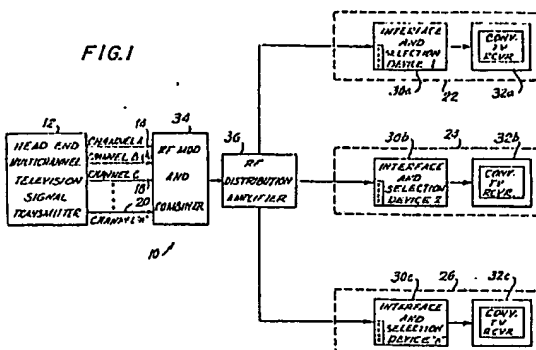 FIG.1
12
HEAD END
MULTICHANNEL
TELEVISION
SIGNAL
TRANSMITTER
CHANNEL A
CHANNEL B
CHANNEL C
18
20
CHANNEL "N"
34
RF MOD
AND
COMBINER
10
36
RF
DISTRIBUTION
AMPLIFIER
INTERFACE
AND
SELECTION
DEVICE 1
CONV.
TV
RCVR.
30a
22
32a
30b
32b
INTERFACE
AND
SELECTION
DEVICE 2
CONV.
TV
RCVR.
30c
26
32c
INTERFACE
AND
SELECTION
DEVICE "N"
CONV.
TV
RCVR.